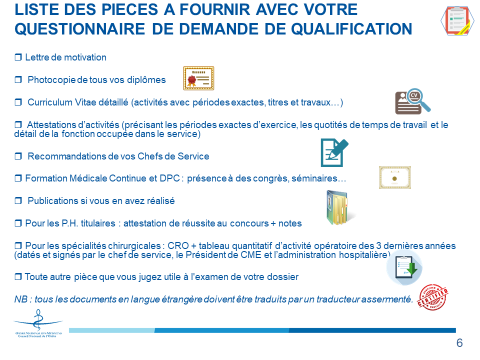 LISTE DES PIECES A FOURNIR AVEC VOTRE
QUESTIONNAIRE DE DEMANDE DE QUALIFICATION
❒ Lettre de motivation
❒ Photocopie de tous vos diplômes
❒ Curriculum Vitae détaillé (activités avec périodes exactes, titres et travaux…)
❒ Attestations d'activités (précisant les périodes exactes d'exercice, les quotités de temps de travail et le
détail de la fonction occupée dans le service)
❒ Recommandations de vos Chefs de Service
❒ Formation Médicale Continue et DPC : présence à des congrès, séminaires…
❒ Publications si vous en avez réalisé
❒ Pour les P.H. titulaires : attestation de réussite au concours + notes
❒ Pour les spécialités chirurgicales : CRO + tableau quantitatif d'activité opératoire des 3 dernières années
(datés et signés par le chef de service, le Président de CME et l'administration hospitalière)
❒ Toute autre pièce que vous jugez utile à l'examen de votre dossier
NB : tous les documents en langue étrangère doivent être traduits par un traducteur assermenté.
CV
CERTIFIED
6